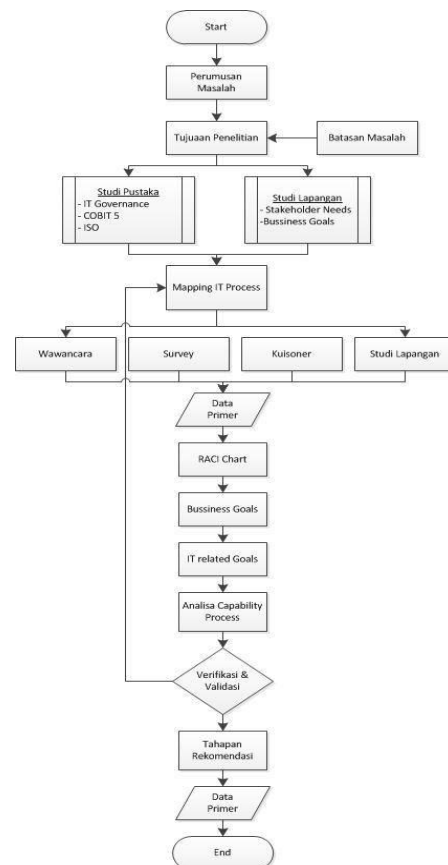 Start
Perumusan
Masalah
Tujuaan Penelitian
Batasan Masalah
Studi Pustaka
- IT Governance
- COBIT 5
- ISO
Studi Lapangan
- Stakeholder Needs
-Bussiness Goals
Mapping IT Process
Wawancara
Survey
Kuisoner
Studi Lapangan
Data
Primer
RACI Chart
Bussiness Goals
IT related Goals
Analisa Capability
Process
Verifikasi &
Validasi
Tahapan
Rekomendasi
Data
Primer
End